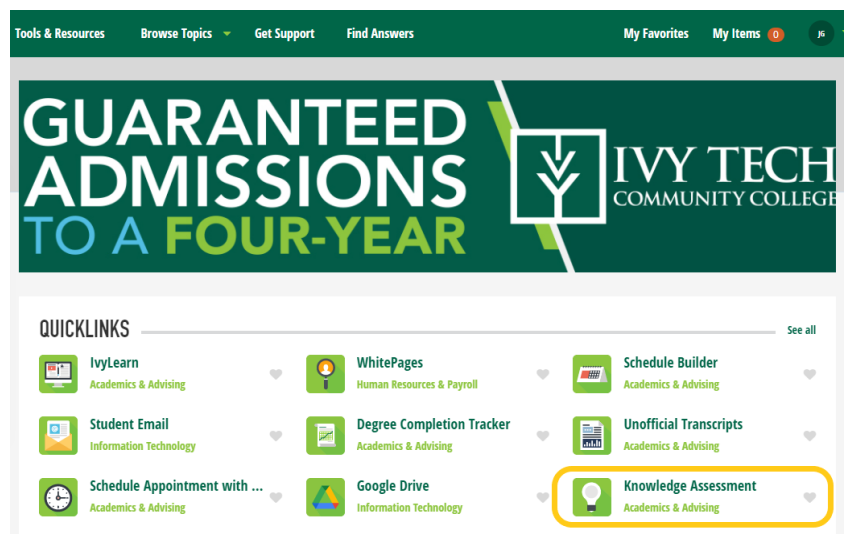 Tools & Resources Browse Topics Get Support Find Answers My Favorites My Items 0 JG
GUARANTEED
ADMISSIONS
TO A FOUR-YEAR
IVY TECH
COMMUNITY COLLEGE
QUICKLINKS See all
IvyLearn
Academics & Advising
WhitePages
Human Resources & Payroll
Schedule Builder
Academics & Advising
Student Email
Information Technology
Degree Completion Tracker
Academics & Advising
Unofficial Transcripts
Academics & Advising
Schedule Appointment with ...
Academics & Advising
Google Drive
Information Technology
Knowledge Assessment
Academics & Advising